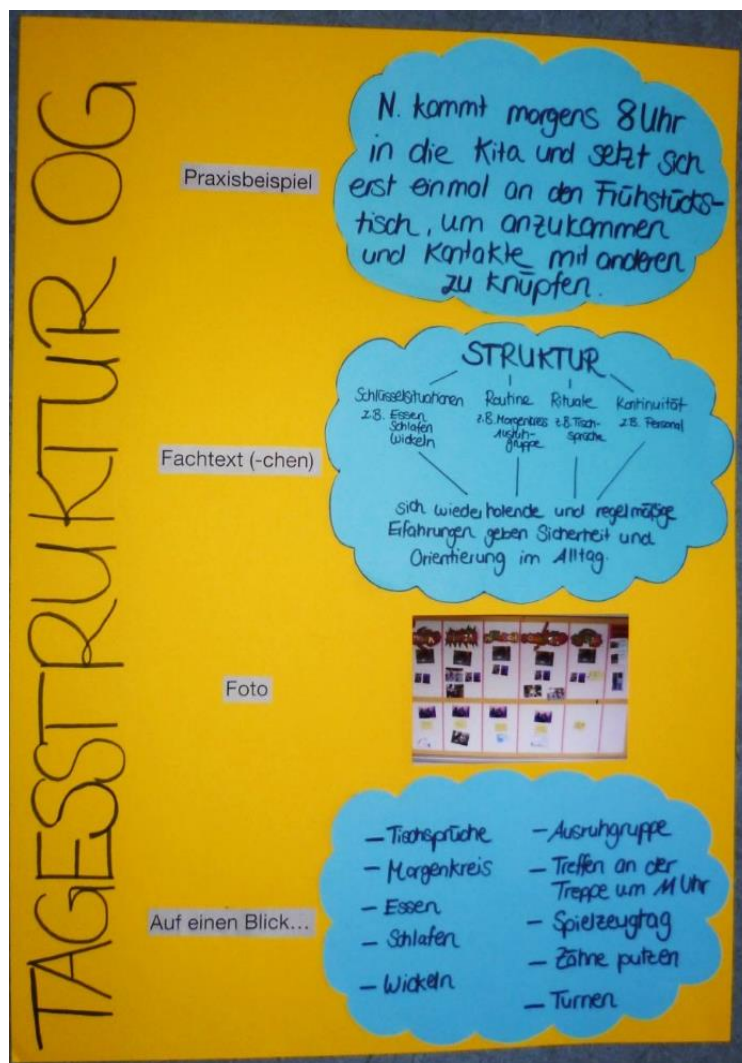 TAGESSTRUKTUR OG
Praxisbeispiel
N. kommt morgens 8 Uhr
in die Kita und setzt sich
erst einmal an den Frühstücks-
tisch, um anzukommen
und Kontakte mit anderen
zu knüpfen.
Fachtext (-chen)
STRUKTUR
Schlüsselsituationen Routine Rituale Kontinuität
z.B. Essen
Schlafen
Wickeln
z.B. Morgenkreis
Ausruh-
gruppe
z.B. Tisch-
sprüche
z.B. Personal
sich wiederholende und regelmäßige
Erfahrungen geben Sicherheit und
Orientierung im Alltag.
Foto
Auf einen Blick...
– Tischsprüche
– Morgenkreis
– Essen
– Schlafen
– Wickeln
– Ausruhgruppe
– Treffen an der
Treppe um 11 Uhr
– Spielzeugtag
– Zähne putzen
– Turnen